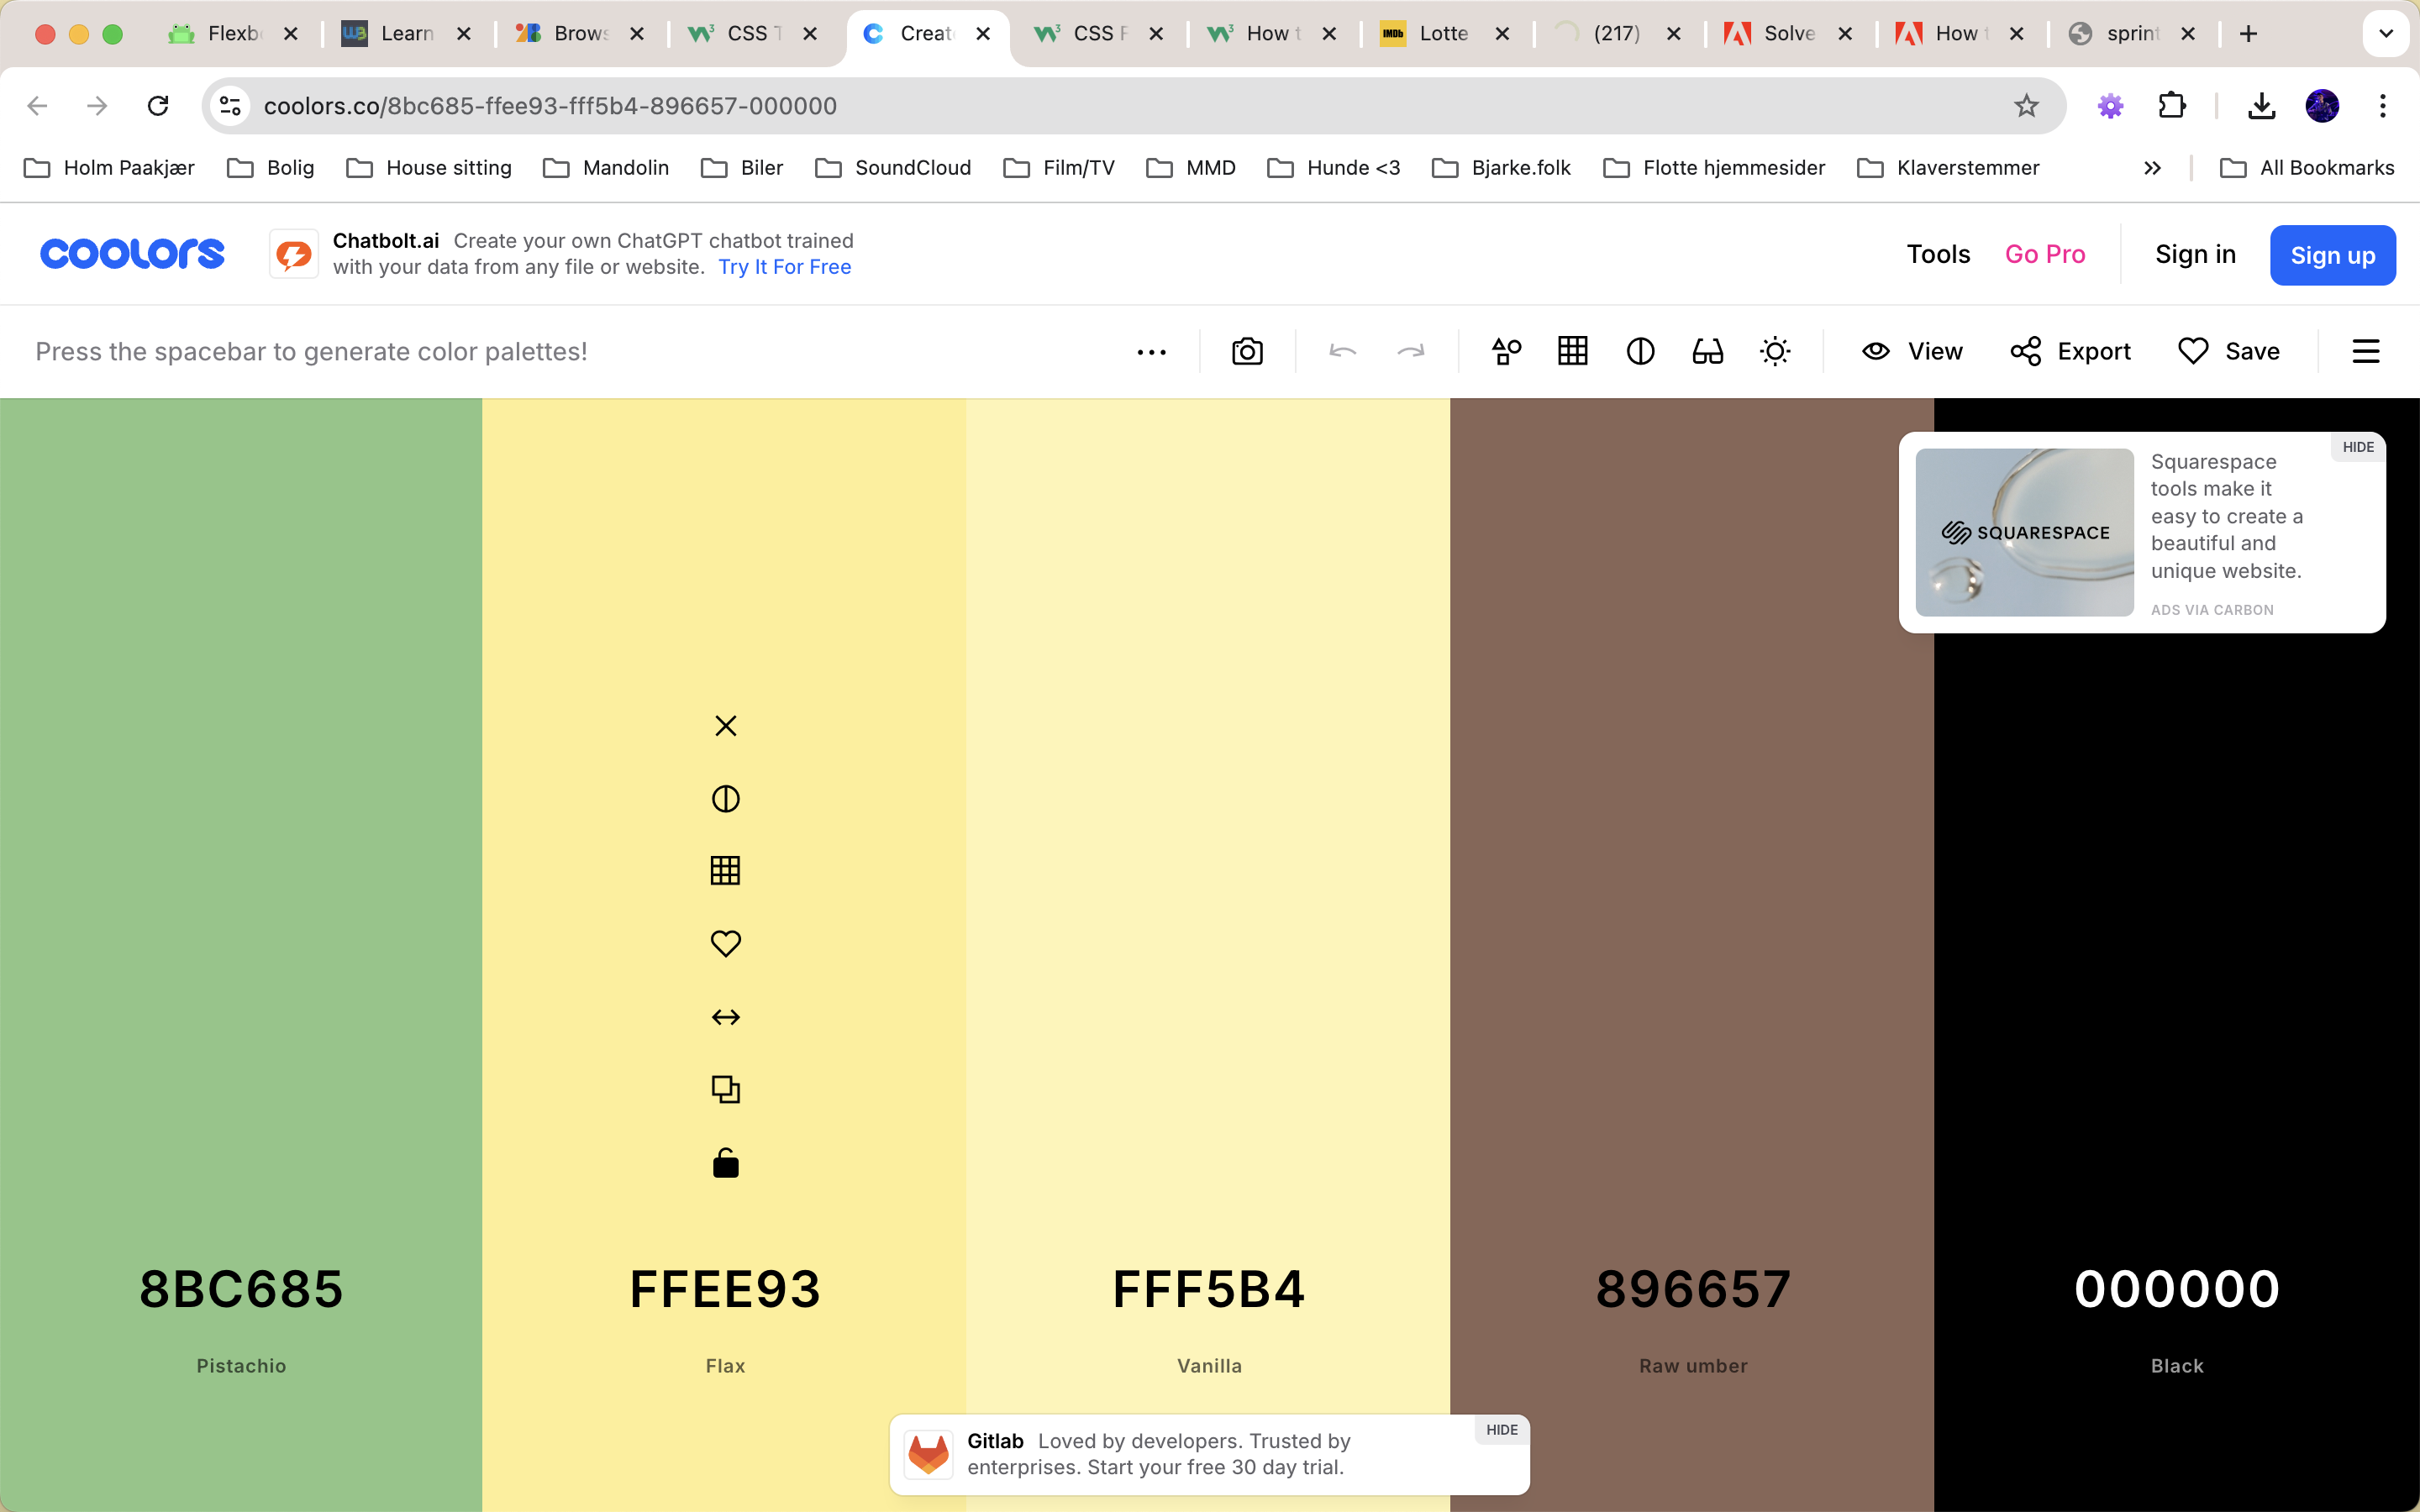 Flexb
Learn
Brows
CSS T
Creat
CSS F
How t
IMDb
Lotte
(217)
Solve
How t
sprint
coolors.co/8bc685-ffee93-fff5b4-896657-000000
Holm Paakjær
Bolig
House sitting
Mandolin
Biler
SoundCloud
Film/TV
MMD
Hunde <3
Bjarke.folk
Flotte hjemmesider
Klaverstemmer
All Bookmarks
coolors
Chatbolt.ai Create your own ChatGPT chatbot trained
with your data from any file or website. Try It For Free
Tools
Go Pro
Sign in
Sign up
Press the spacebar to generate color palettes!
View
Export
Save
HIDE
SQUARESPACE
Squarespace
tools make it
easy to create a
beautiful and
unique website.
ADS VIA CARBON
8BC685
Pistachio
FFEE93
Flax
FFF5B4
Vanilla
896657
Raw umber
000000
Black
HIDE
Gitlab Loved by developers. Trusted by
enterprises. Start your free 30 day trial.